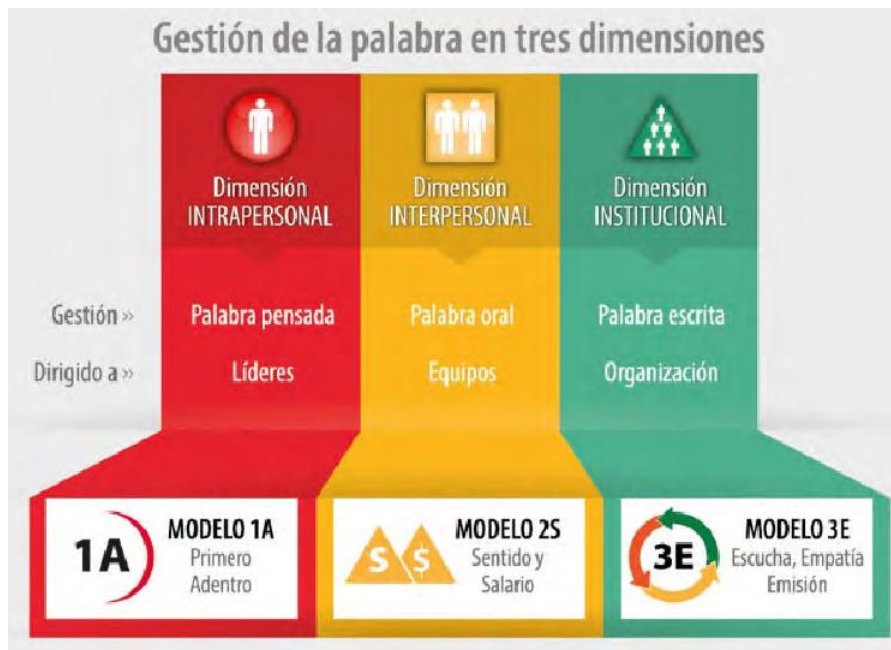 Gestión de la palabra en tres dimensiones
Dimensión
INTRAPERSONAL
Dimensión
INTERPERSONAL
Dimensión
INSTITUCIONAL
Gestión »
Palabra pensada
Palabra oral
Palabra escrita
Dirigido a »
Líderes
Equipos
Organización
1A
MODELO 1A
Primero
Adentro
S $
MODELO 2S
Sentido y
Salario
3E
MODELO 3E
Escucha, Empatía
Emisión